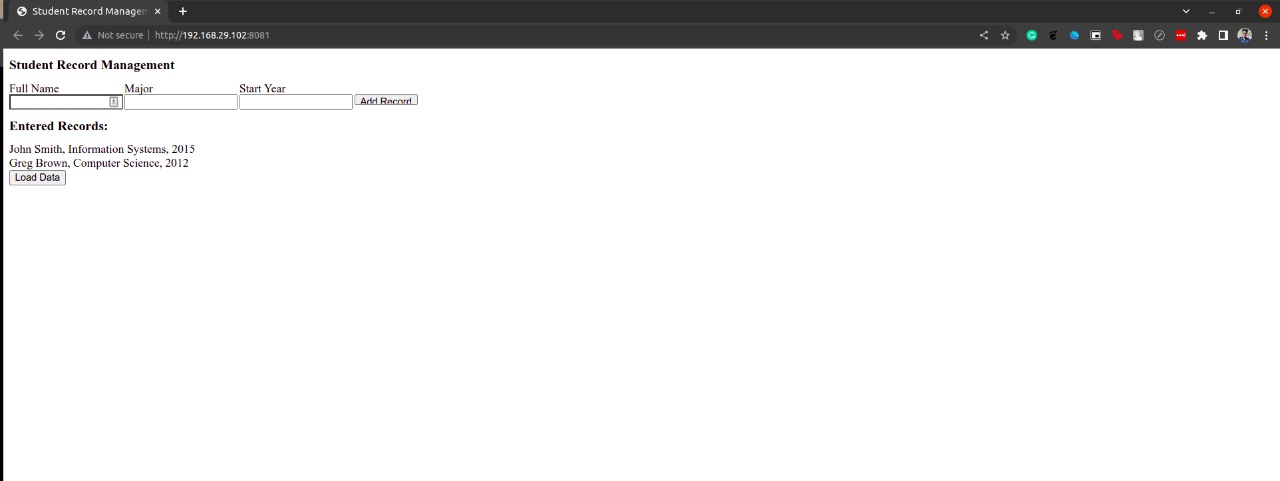 Student Record Managem
Not secure | http://192.168.29.102:8081
Student Record Management
Full Name Major Start Year
Add Record
Entered Records:
John Smith, Information Systems, 2015
Greg Brown, Computer Science, 2012
Load Data